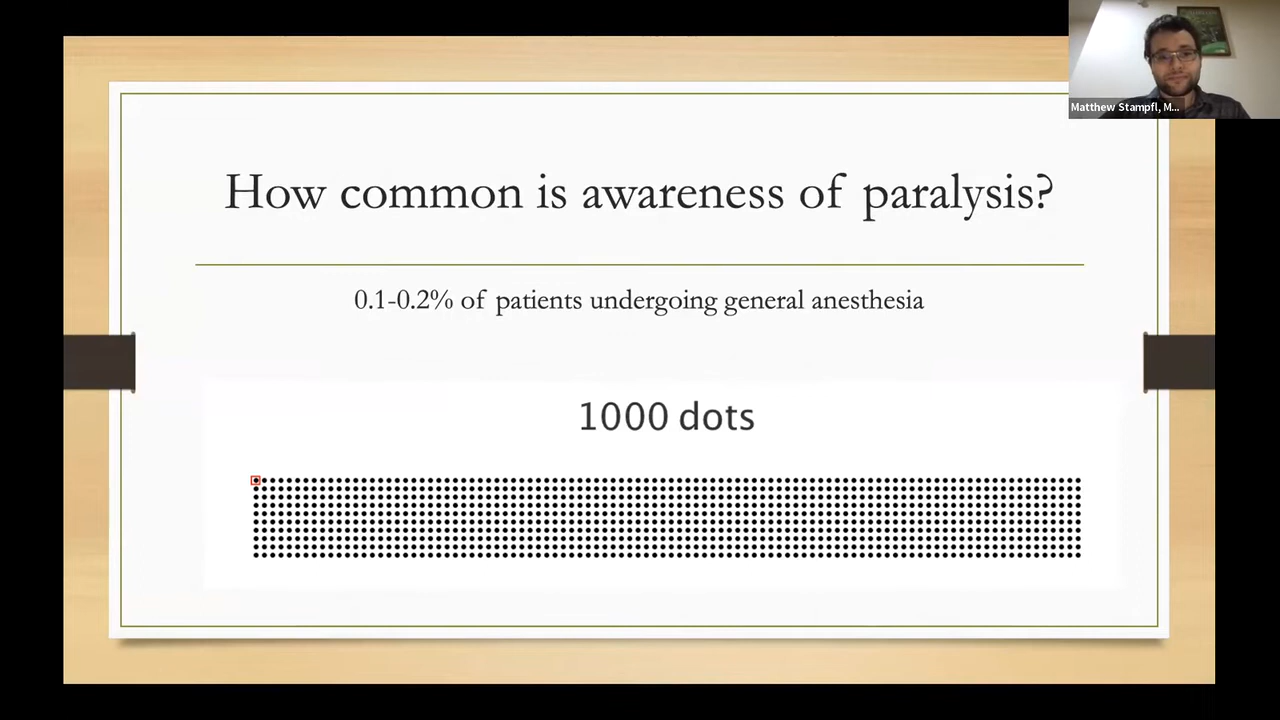 Matthew Stampfl, M...
How common is awareness of paralysis?
0.1-0.2% of patients undergoing general anesthesia
1000 dots